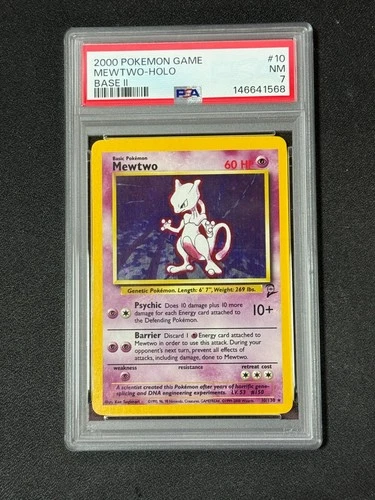 2000 POKEMON GAME #10
MEWTWO-HOLO NM
BASE II 7
PSA 146641568
Basic Pokémon
Mewtwo 60 HP
Genetic Pokémon. Length: 6' 7", Weight: 269 lbs.
Psychic Does 10 damage plus 10 more
damage for each Energy card attached to
the Defending Pokémon.
10+
Barrier Discard 1 Energy card attached to
Mewtwo in order to use this attack. During your
opponent's next turn, prevent all effects of
attacks, including damage, done to Mewtwo.
weakness resistance retreat cost
A scientist created this Pokémon after years of horrific gene-
splicing and DNA engineering experiments. LV. 53 #150
10/130